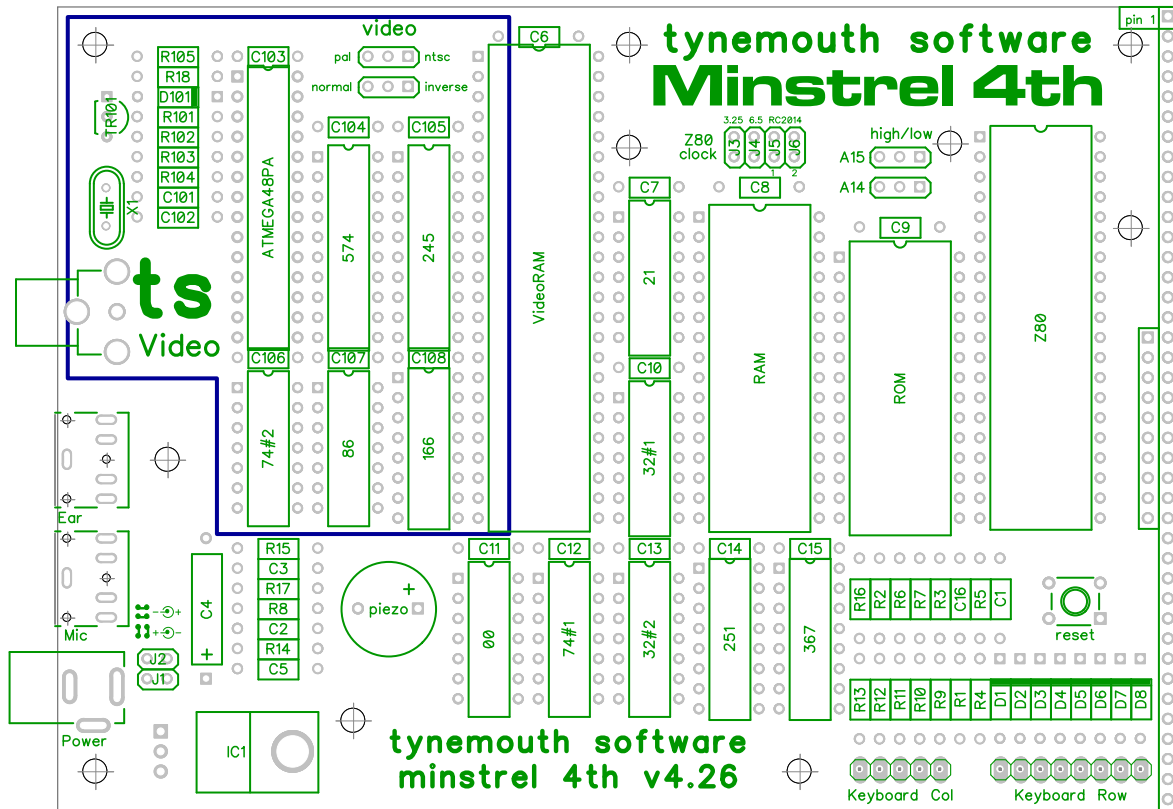 pin 1
tynemouth software
Minstrel 4th
video
pal
ntsc
normal
inverse
R105
R18
D101
R101
R102
R103
R104
C101
C102
TR101
X1
C103
ATMEGA48PA
C104
574
C105
245
C6
VideoRAM
3.25 6.5 RC2014
Z80
clock
J3
J4
J5
J6
1 2
high/low
A15
A14
C7
21
C8
RAM
C9
ROM
Z80
ts
Video
C106
74#2
C107
86
C108
166
C10
32#1
Ear
Mic
Power
C4
+
R15
C3
R17
R8
C2
R14
C5
- +
+ -
J2
J1
+
piezo
C11
00
C12
74#1
C13
32#2
C14
251
C15
367
R16
R2
R6
R7
R3
C16
R5
C1
reset
R13
R12
R11
R10
R9
R1
R4
D1
D2
D3
D4
D5
D6
D7
D8
IC1
tynemouth software
minstrel 4th v4.26
Keyboard Col
Keyboard Row